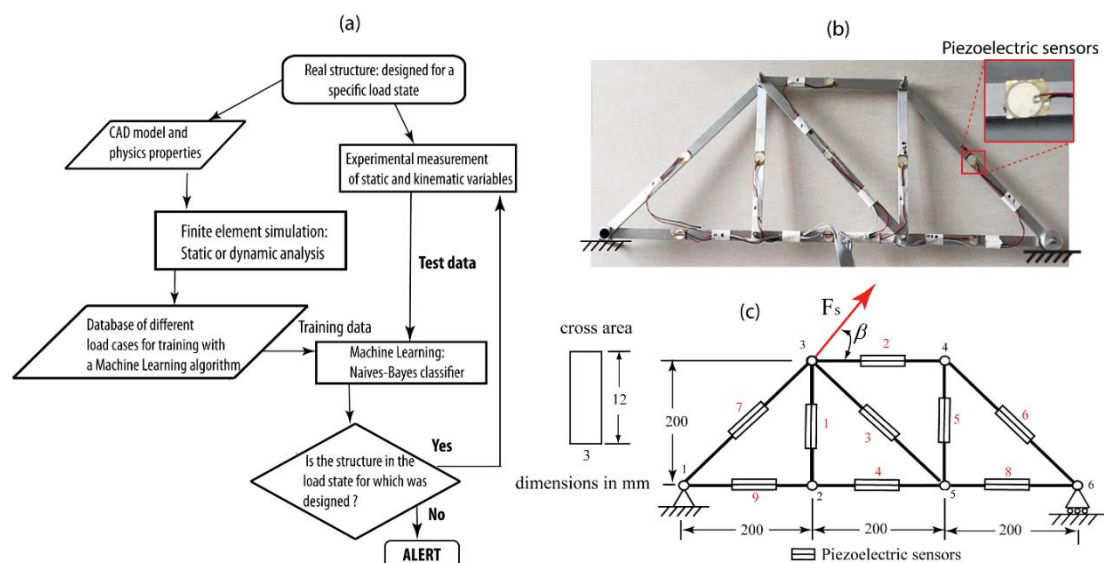 (a)
Real structure: designed for a
specific load state
CAD model and
physics properties
Experimental measurement
of static and kinematic variables
Finite element simulation:
Static or dynamic analysis
Test data
Database of different
load cases for training with
a Machine Learning algorithm
Training data
Machine Learning:
Naives-Bayes classifier
Yes
Is the structure in the
load state for which was
designed ?
No
ALERT
(b)
Piezoelectric sensors
(c)
Fs
β
cross area
12
3
dimensions in mm
200
3
2
4
7
1
3
5
6
1
9
2
4
5
8
6
200
200
200
Piezoelectric sensors